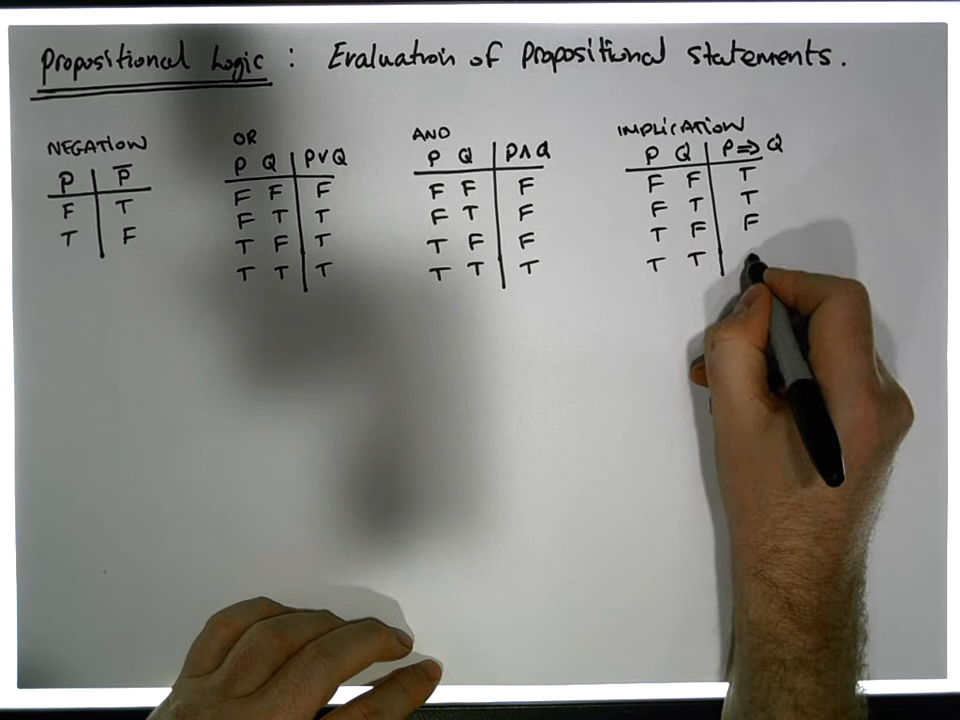 Propositional Logic : Evaluation of propositional statements.
NEGATION
P | P̅
F | T
T | F
OR
P Q | P∨Q
F F | F
F T | T
T F | T
T T | T
AND
P Q | P∧Q
F F | F
F T | F
T F | F
T T | T
IMPLICATION
P Q | P⇒Q
F F | T
F T | T
T F | F
T T |